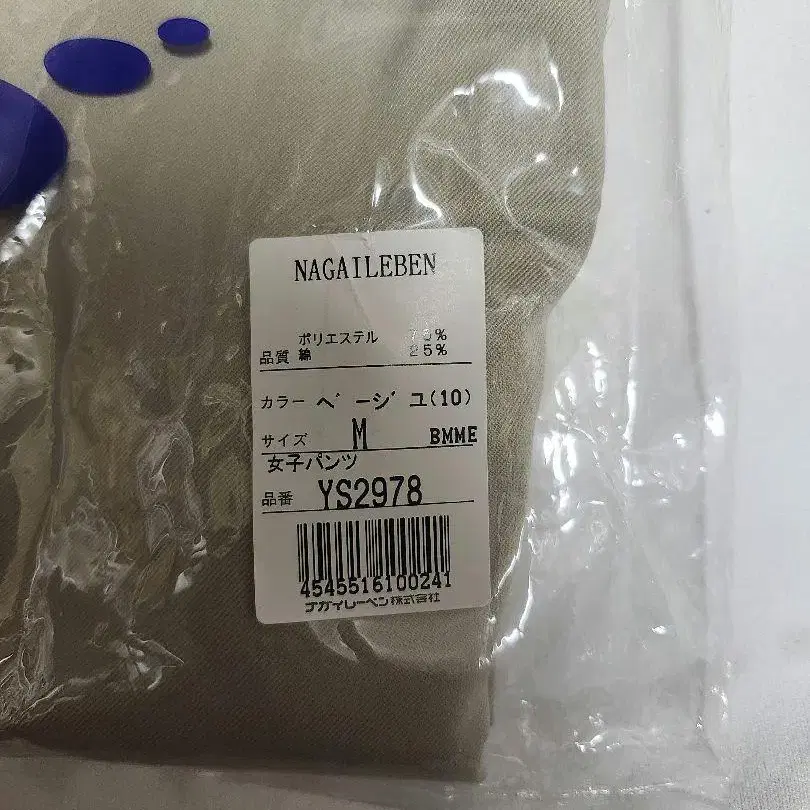 NAGAILEBEN
ポリエステル 75%
品質 綿 25%
カラー ベージュ(10)
サイズ M BMME
女子パンツ
品番 YS2978
4545516100241
ナガイレーベン株式会社